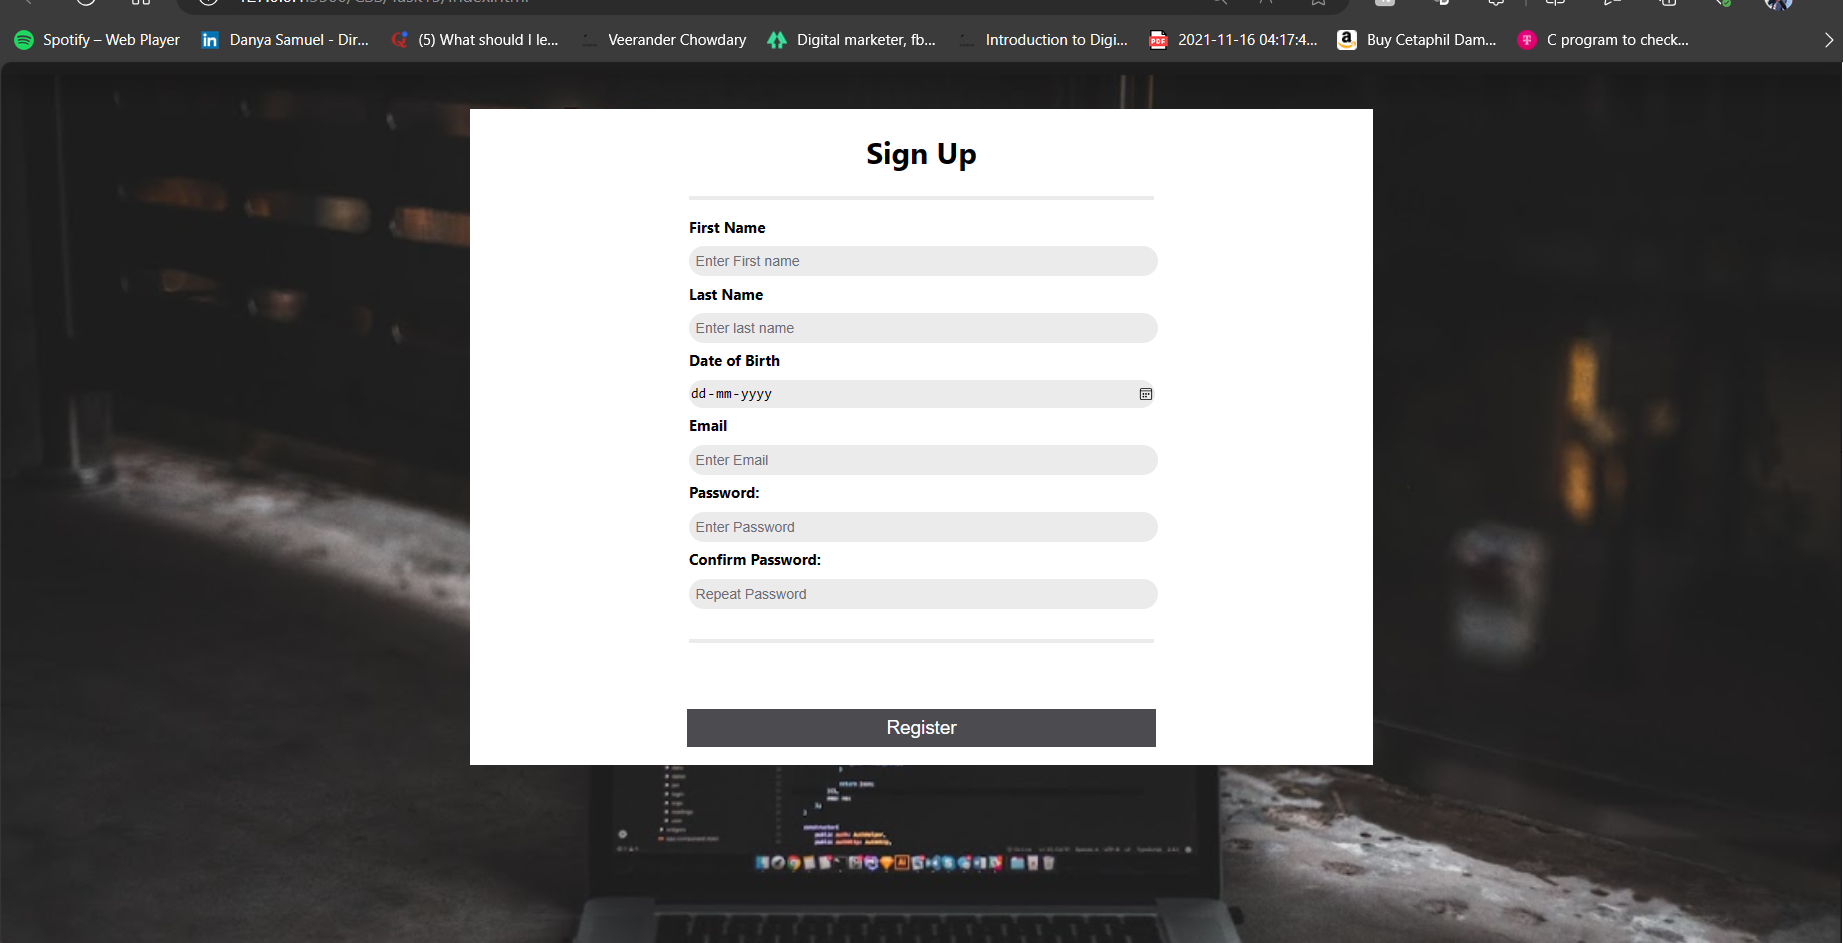 Spotify – Web Player
Danya Samuel - Dir...
(5) What should I le...
Veerander Chowdary
Digital marketer, fb...
Introduction to Digi...
PDF
2021-11-16 04:17:4...
Buy Cetaphil Dam...
C program to check...
Sign Up
First Name
Enter First name
Last Name
Enter last name
Date of Birth
dd-mm-yyyy
Email
Enter Email
Password:
Enter Password
Confirm Password:
Repeat Password
Register